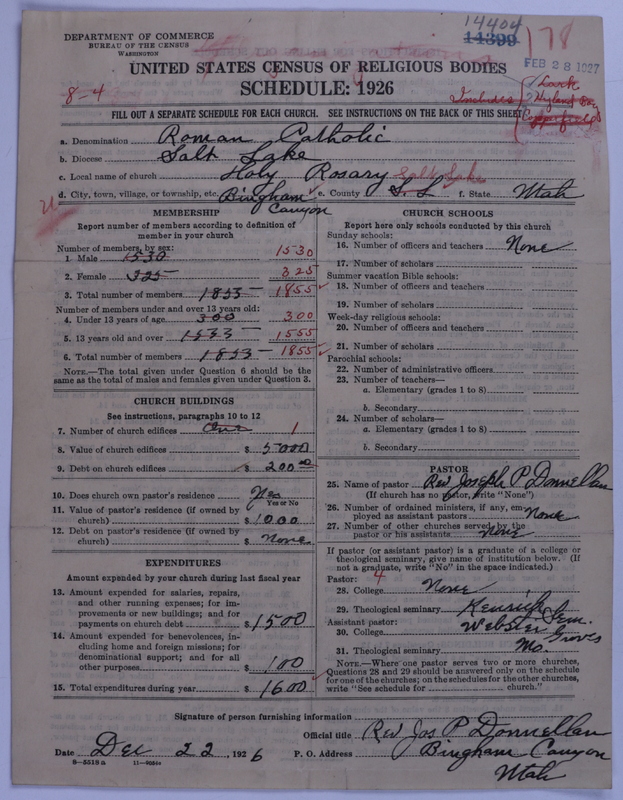 14404
DEPARTMENT OF COMMERCE
BUREAU OF THE CENSUS
WASHINGTON
14399
178
FEB 28 1927
UNITED STATES CENSUS OF RELIGIOUS BODIES
SCHEDULE: 1926
8-4
Includes
Lark
FILL OUT A SEPARATE SCHEDULE FOR EACH CHURCH. SEE INSTRUCTIONS ON THE BACK OF THIS SHEET
Copperfield
a. Denomination Roman Catholic
b. Diocese Salt Lake
c. Local name of church Holy Rosary Salt Lake
d. City, town, village, or township, etc. Bingham Canyon e. County S L f. State Utah
MEMBERSHIP
Report number of members according to definition of member in your church
Number of members, by sex:
1. Male 1530 1530
2. Female 325 325
3. Total number of members 1855 1855
Number of members under and over 13 years old:
4. Under 13 years of age 300 300
5. 13 years old and over 1555 1555
6. Total number of members 1855 1855
NOTE.—The total given under Question 6 should be the same as the total of males and females given under Question 3.
CHURCH BUILDINGS
See instructions, paragraphs 10 to 12
7. Number of church edifices One 1
8. Value of church edifices $ 5000
9. Debt on church edifices $ 200 00
10. Does church own pastor's residence Yes
Yes or No
11. Value of pastor's residence (if owned by church) $ 1000
12. Debt on pastor's residence (if owned by church) $ None
EXPENDITURES
Amount expended by your church during last fiscal year
13. Amount expended for salaries, repairs, and other running expenses; for improvements or new buildings; and for payments on church debt $ 1500
14. Amount expended for benevolences, including home and foreign missions; for denominational support; and for all other purposes $ 100
15. Total expenditures during year $ 1600
CHURCH SCHOOLS
Report here only schools conducted by this church
Sunday schools:
16. Number of officers and teachers None
17. Number of scholars
Summer vacation Bible schools:
18. Number of officers and teachers
19. Number of scholars
Week-day religious schools:
20. Number of officers and teachers
21. Number of scholars
Parochial schools:
22. Number of administrative officers
23. Number of teachers—
a. Elementary (grades 1 to 8)
b. Secondary
24. Number of scholars—
a. Elementary (grades 1 to 8)
b. Secondary
PASTOR
25. Name of pastor Rev Joseph P Donnellan
(If church has no pastor, write "None")
26. Number of ordained ministers, if any, employed as assistant pastors None
27. Number of other churches served by the pastor or his assistants None
If pastor (or assistant pastor) is a graduate of a college or theological seminary, give name of institution below. (If not a graduate, write "No" in the space indicated.)
Pastor: 4
28. College None
29. Theological seminary Kenrick Sem.
Assistant pastor: Webster Groves
30. College
31. Theological seminary Mo.
NOTE.—Where one pastor serves two or more churches, Questions 28 and 29 should be answered only on the schedule for one of the churches; on the schedules for the other churches, write "See schedule for church."
Signature of person furnishing information
Official title Rev Jos P Donnellan
Date Dec 22, 1926 P. O. Address Bingham Canyon
Utah
8-5518 a 11-90564